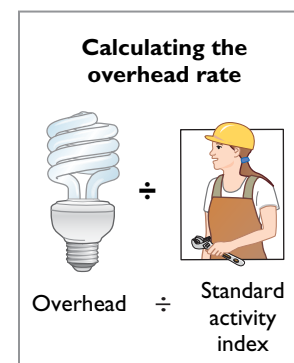 Calculating the
overhead rate
÷
Overhead ÷ Standard
activity
index